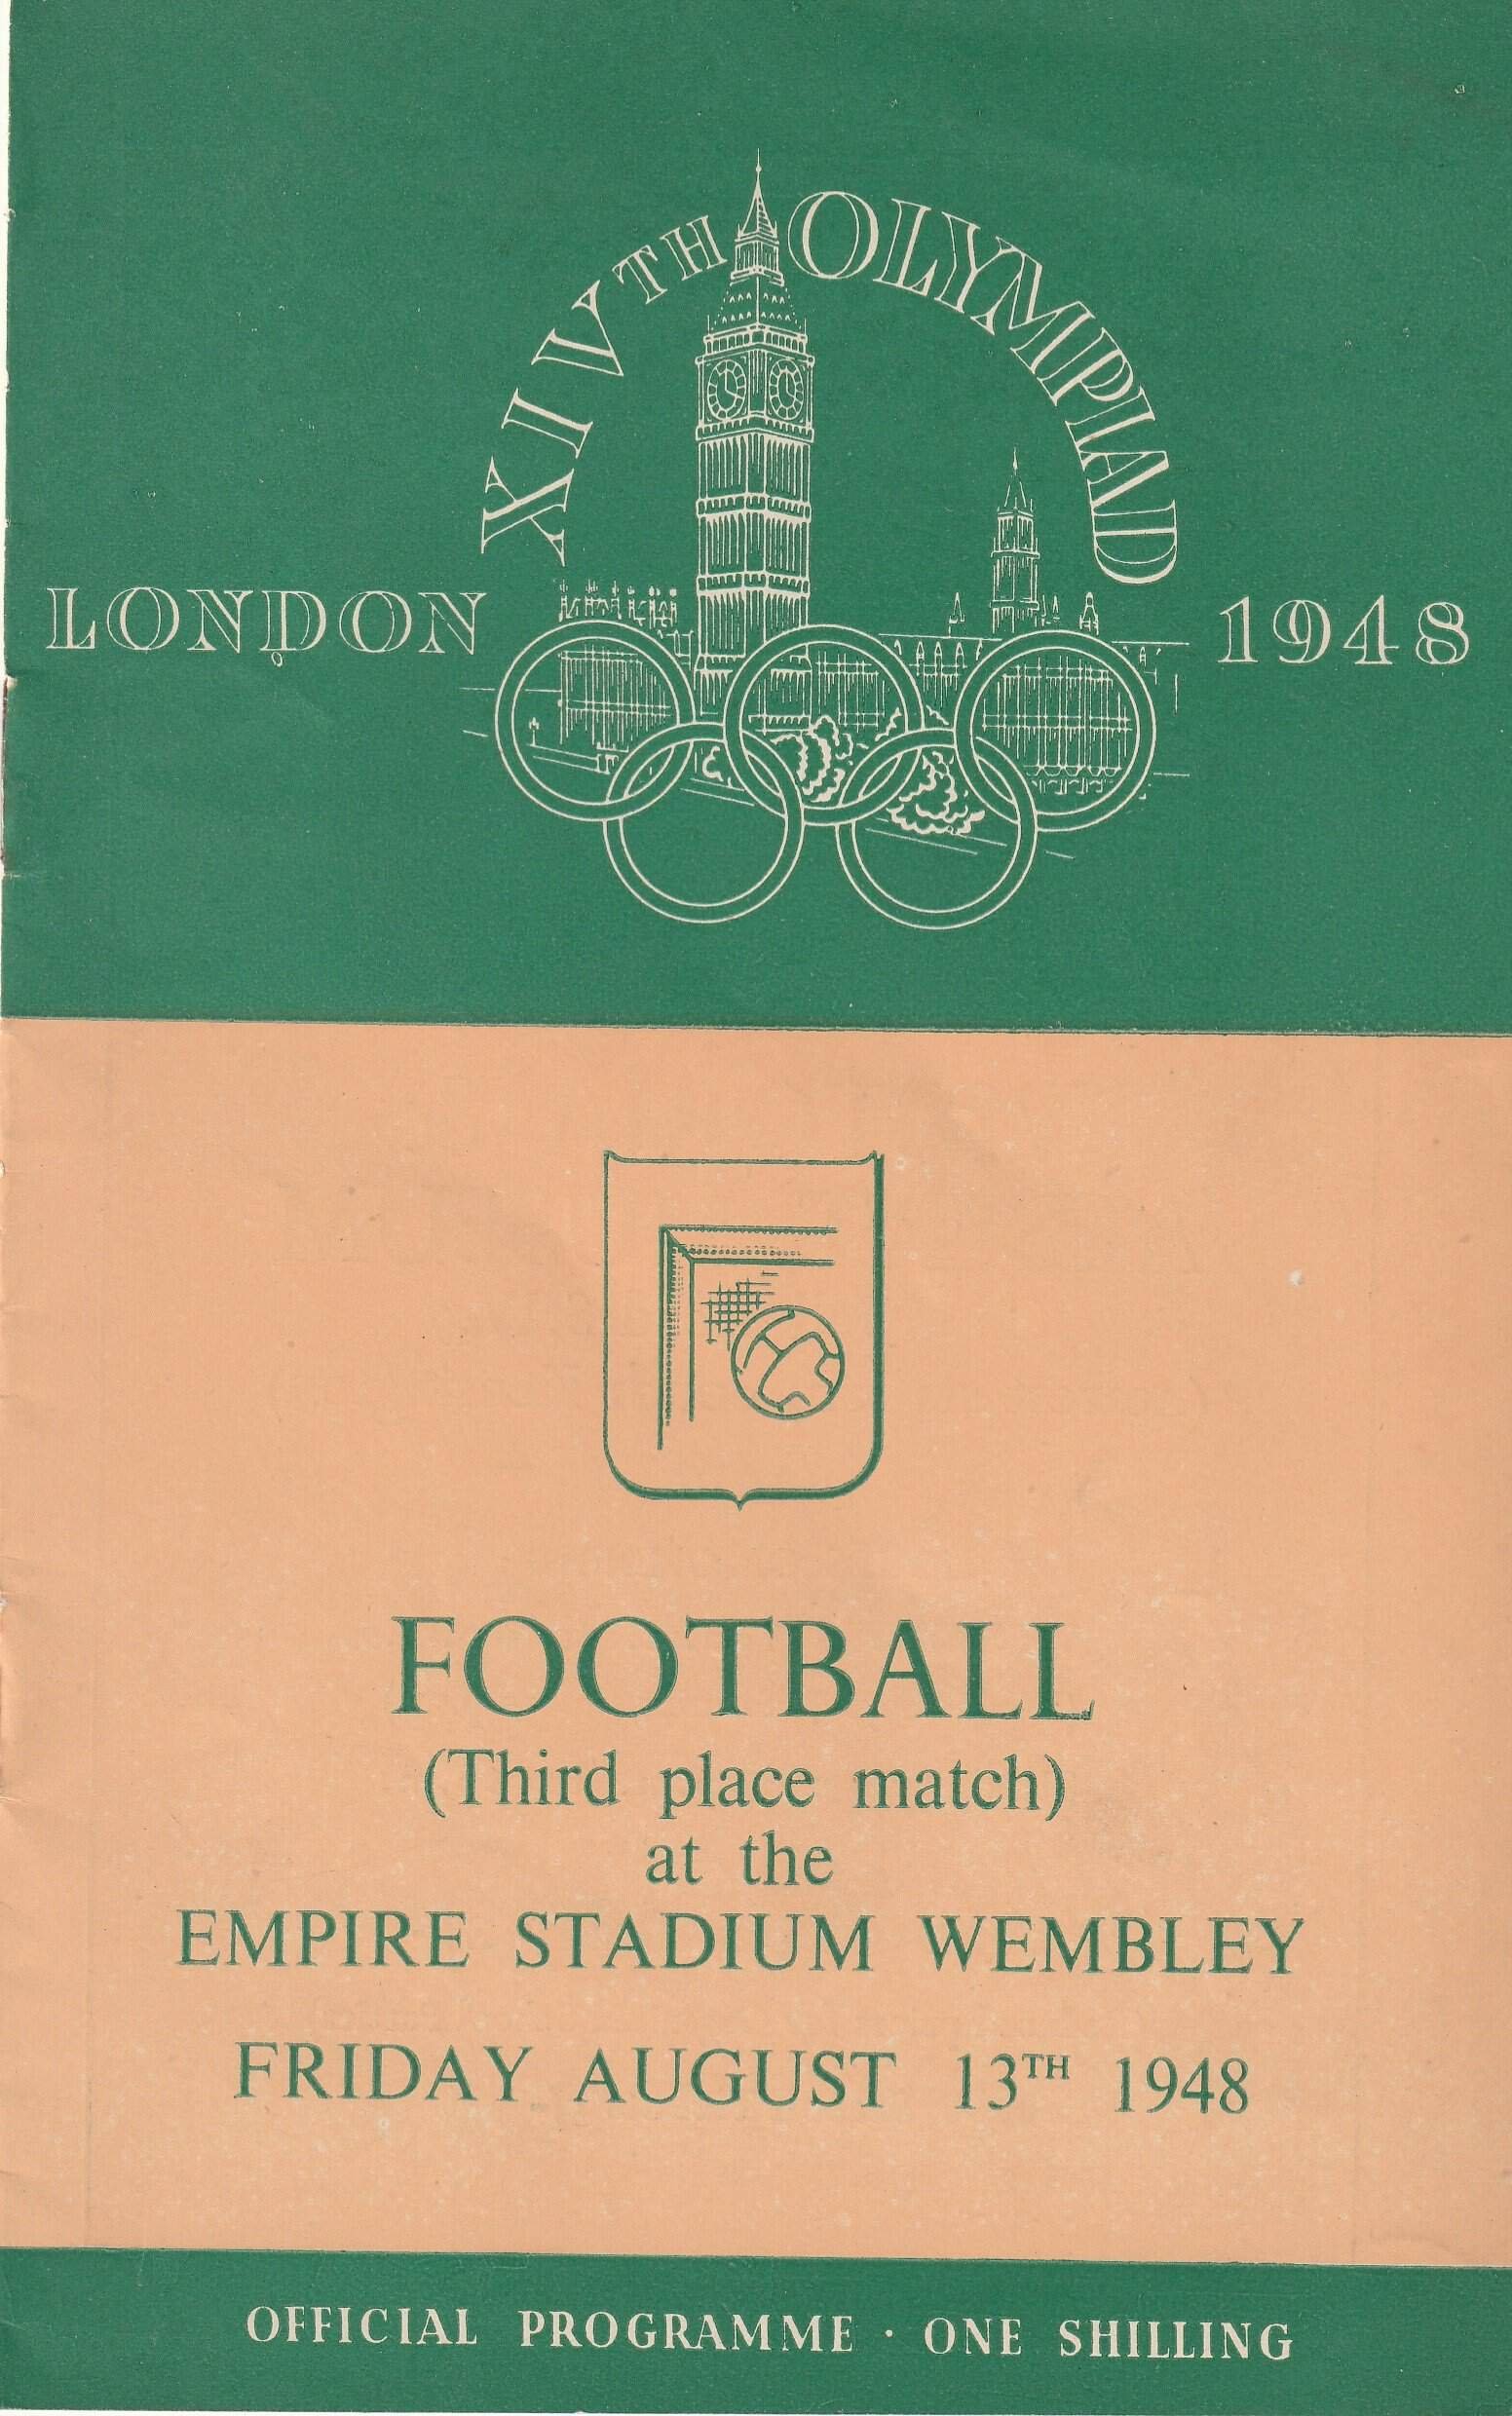 XIVTH OLYMPIAD
LONDON 1948
FOOTBALL
(Third place match)
at the
EMPIRE STADIUM WEMBLEY
FRIDAY AUGUST 13TH 1948
OFFICIAL PROGRAMME · ONE SHILLING